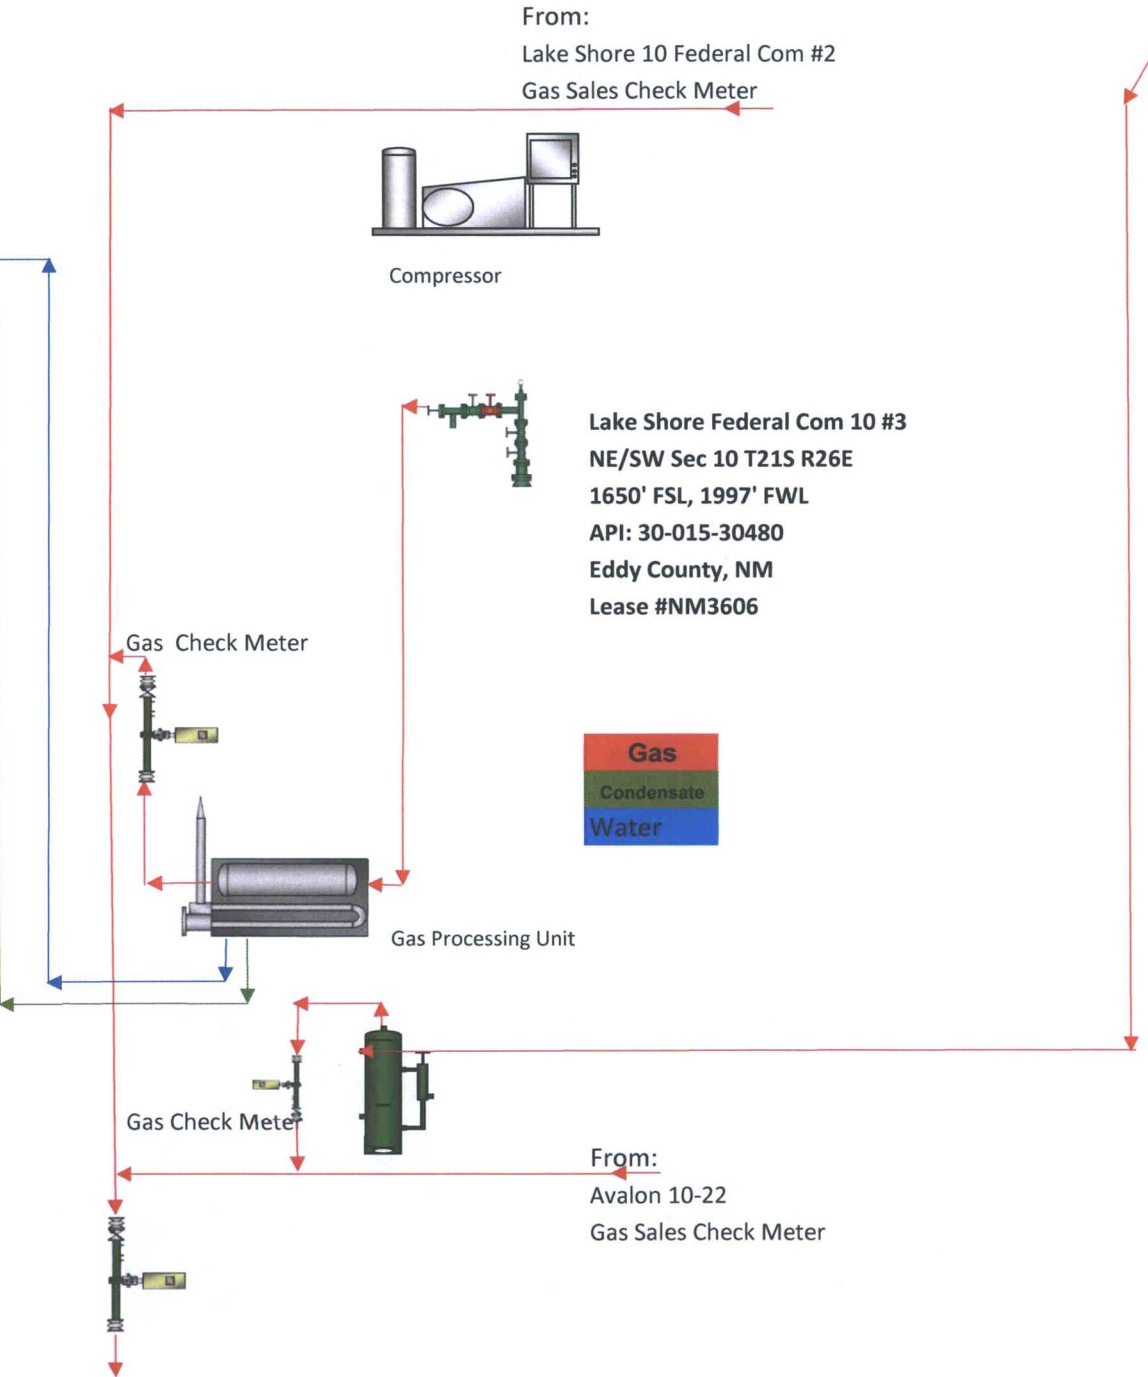 From:
Lake Shore 10 Federal Com #2
Gas Sales Check Meter
Compressor
Lake Shore Federal Com 10 #3
NE/SW Sec 10 T21S R26E
1650' FSL, 1997' FWL
API: 30-015-30480
Eddy County, NM
Lease #NM3606
Gas Check Meter
Gas
Condensate
Water
Gas Processing Unit
Gas Check Meter
From:
Avalon 10-22
Gas Sales Check Meter